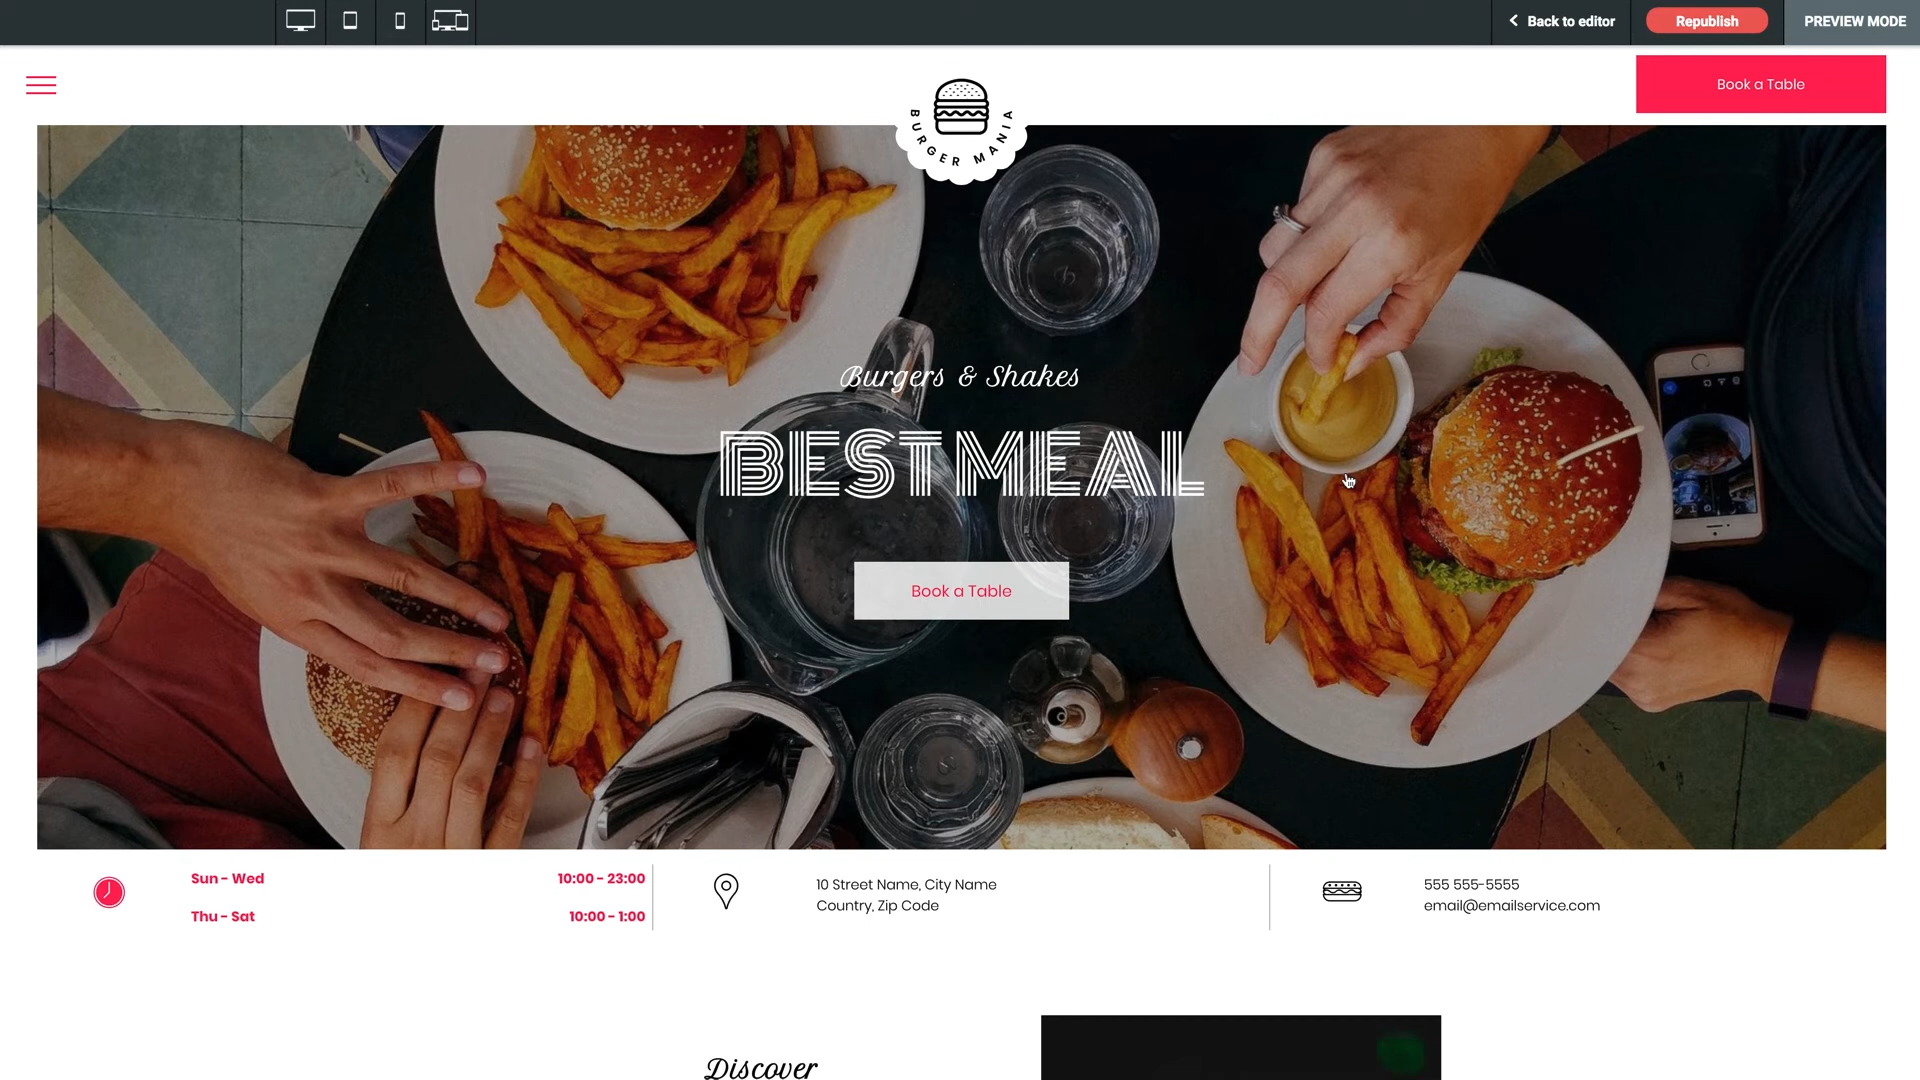 Back to editor
Republish
PREVIEW MODE
Book a Table
BURGER MANIA
Burgers & Shakes
BEST MEAL
Book a Table
Sun - Wed 10:00 - 23:00
Thu - Sat 10:00 - 1:00
10 Street Name, City Name
Country, Zip Code
555 555-5555
email@emailservice.com
Discover